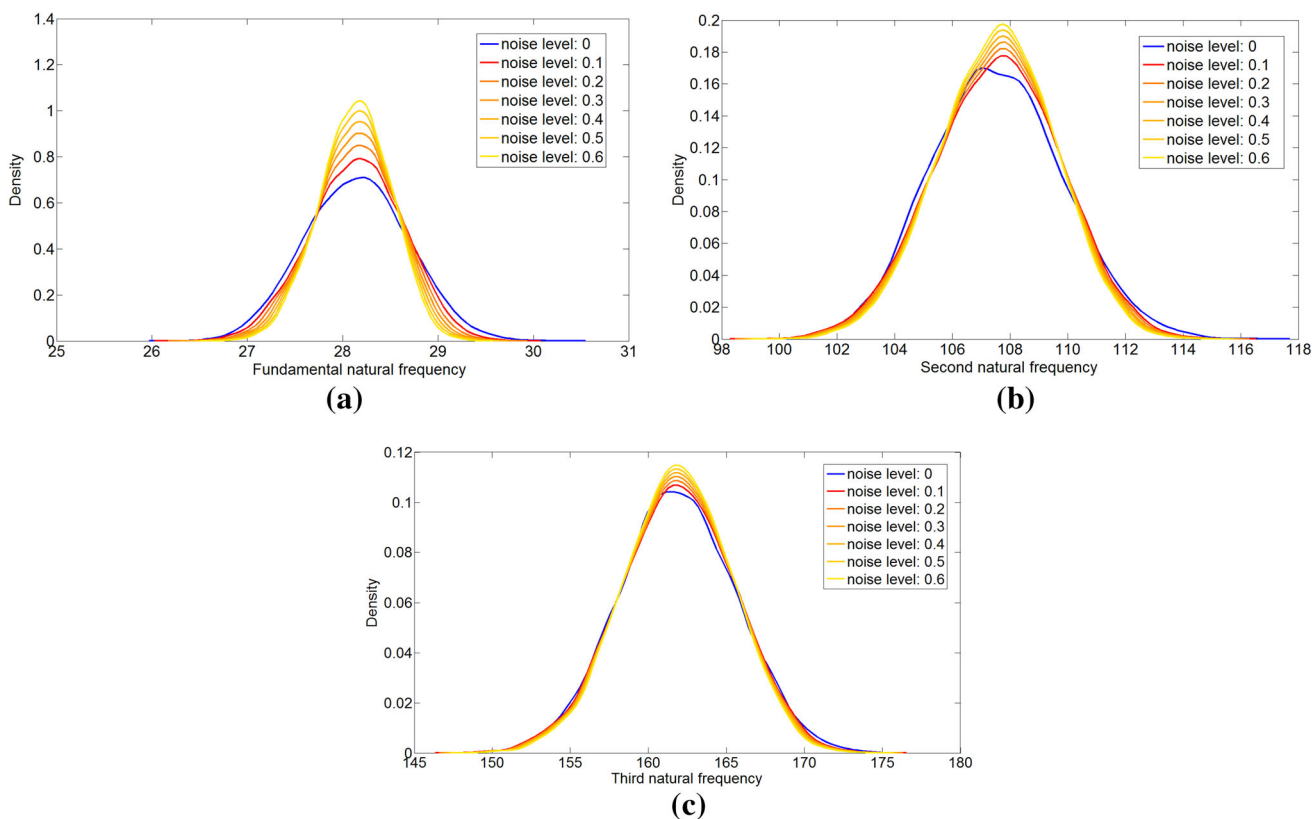 1.4
1.2
1
0.8
0.6
0.4
0.2
0
Density
25 26 27 28 29 30 31
Fundamental natural frequency
noise level: 0
noise level: 0.1
noise level: 0.2
noise level: 0.3
noise level: 0.4
noise level: 0.5
noise level: 0.6
(a)
0.2
0.18
0.16
0.14
0.12
0.1
0.08
0.06
0.04
0.02
0
Density
98 100 102 104 106 108 110 112 114 116 118
Second natural frequency
noise level: 0
noise level: 0.1
noise level: 0.2
noise level: 0.3
noise level: 0.4
noise level: 0.5
noise level: 0.6
(b)
0.12
0.1
0.08
0.06
0.04
0.02
0
Density
145 150 155 160 165 170 175 180
Third natural frequency
noise level: 0
noise level: 0.1
noise level: 0.2
noise level: 0.3
noise level: 0.4
noise level: 0.5
noise level: 0.6
(c)